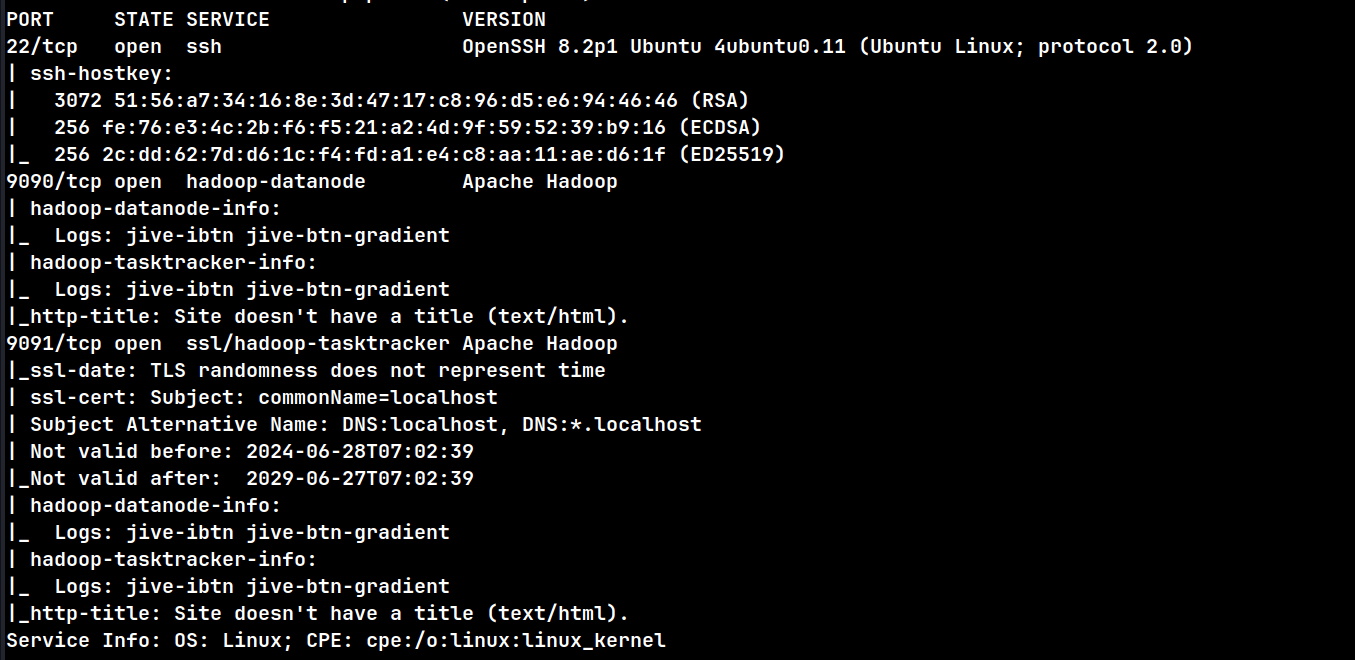 PORT     STATE SERVICE                VERSION
22/tcp   open  ssh                    OpenSSH 8.2p1 Ubuntu 4ubuntu0.11 (Ubuntu Linux; protocol 2.0)
| ssh-hostkey:
|   3072 51:56:a7:34:16:8e:3d:47:17:c8:96:d5:e6:94:46:46 (RSA)
|   256 fe:76:e3:4c:2b:f6:f5:21:a2:4d:9f:59:52:39:b9:16 (ECDSA)
|_  256 2c:dd:62:7d:d6:1c:f4:fd:a1:e4:c8:aa:11:ae:d6:1f (ED25519)
9090/tcp open  hadoop-datanode        Apache Hadoop
| hadoop-datanode-info:
|_  Logs: jive-ibtn jive-btn-gradient
| hadoop-tasktracker-info:
|_  Logs: jive-ibtn jive-btn-gradient
|_http-title: Site doesn't have a title (text/html).
9091/tcp open  ssl/hadoop-tasktracker Apache Hadoop
|_ssl-date: TLS randomness does not represent time
| ssl-cert: Subject: commonName=localhost
| Subject Alternative Name: DNS:localhost, DNS:*.localhost
| Not valid before: 2024-06-28T07:02:39
|_Not valid after:  2029-06-27T07:02:39
| hadoop-datanode-info:
|_  Logs: jive-ibtn jive-btn-gradient
| hadoop-tasktracker-info:
|_  Logs: jive-ibtn jive-btn-gradient
|_http-title: Site doesn't have a title (text/html).
Service Info: OS: Linux; CPE: cpe:/o:linux:linux_kernel